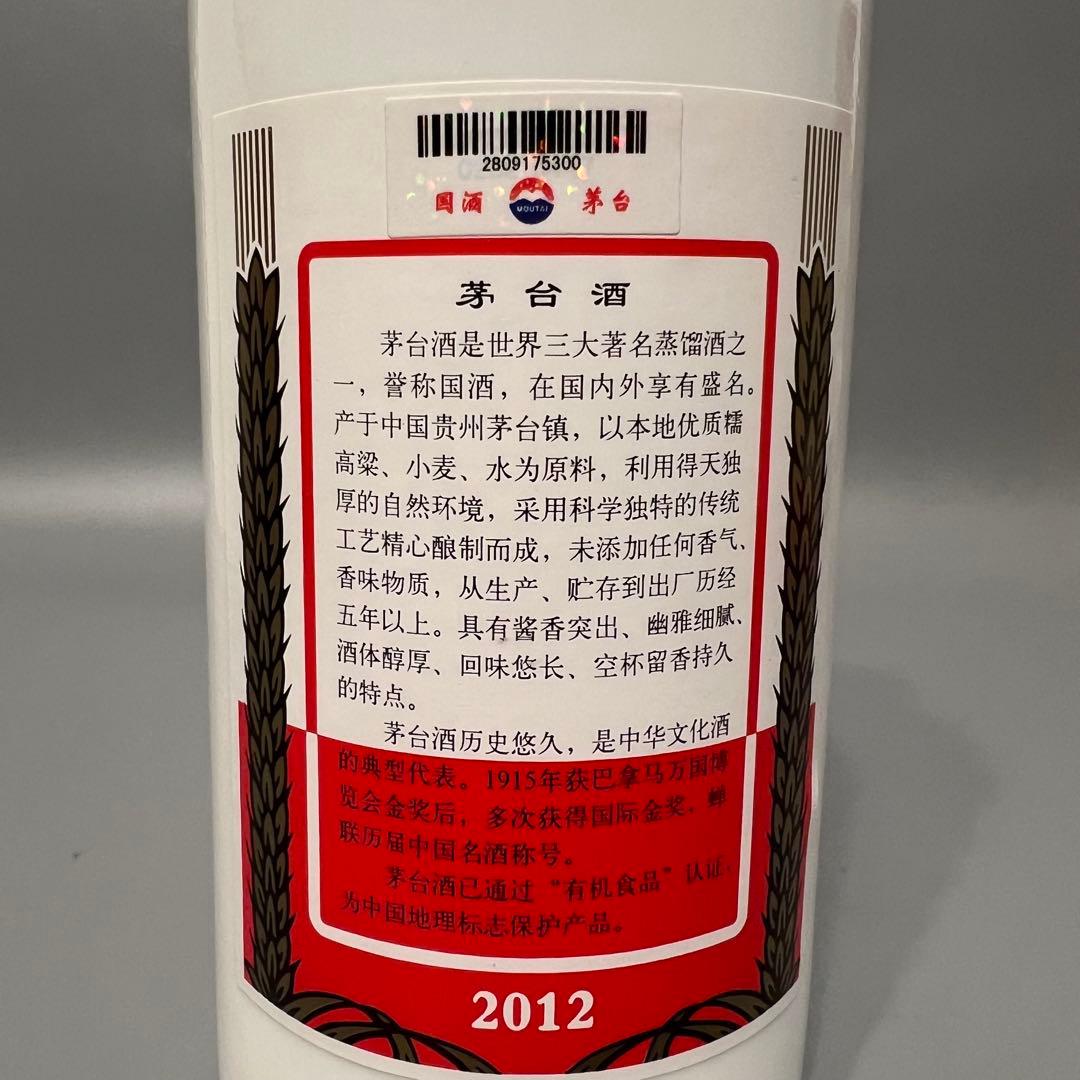 2809175300
国酒 MOUTAI 茅台
茅台酒
茅台酒是世界三大著名蒸馏酒之
一，誉称国酒，在国内外享有盛名。
产于中国贵州茅台镇，以本地优质糯
高粱、小麦、水为原料，利用得天独
厚的自然环境，采用科学独特的传统
工艺精心酿制而成，未添加任何香气、
香味物质，从生产、贮存到出厂历经
五年以上。具有酱香突出、幽雅细腻、
酒体醇厚、回味悠长、空杯留香持久
的特点。
茅台酒历史悠久，是中华文化酒
的典型代表。1915年获巴拿马万国博
览会金奖后，多次获得国际金奖、蝉
联历届中国名酒称号。
茅台酒已通过“有机食品”认证，
为中国地理标志保护产品。
2012